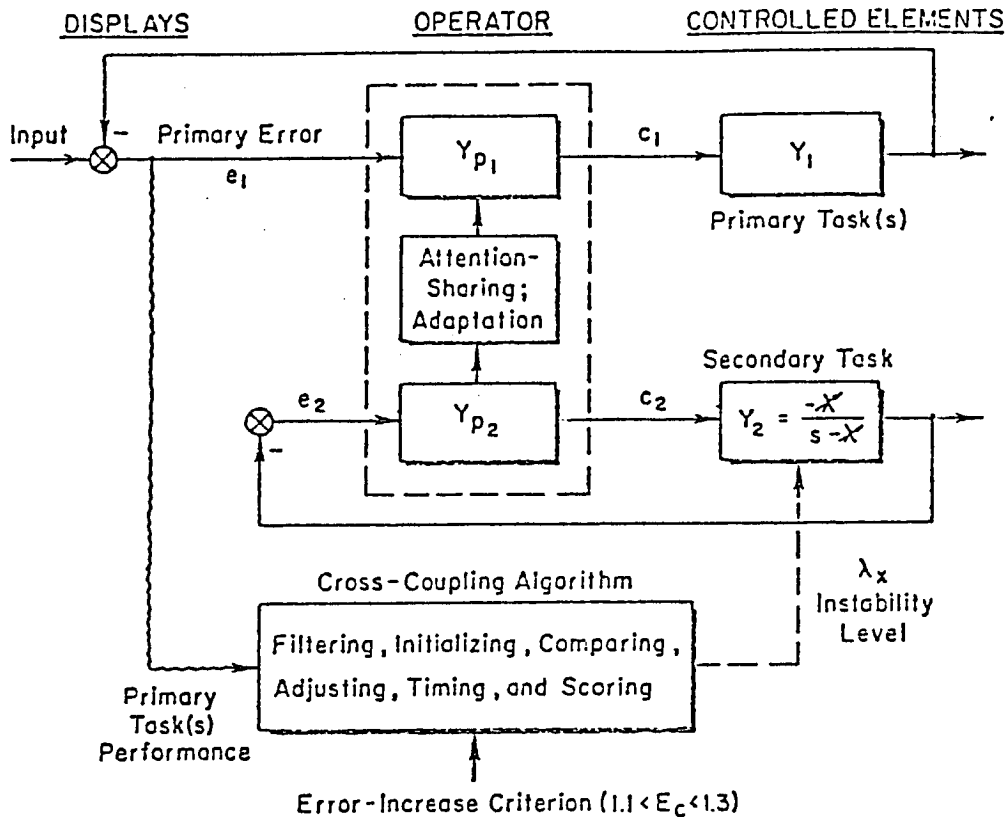 DISPLAYS
OPERATOR
CONTROLLED ELEMENTS
Input
-
Primary Error
e₁
Yp₁
c₁
Y₁
Primary Task(s)
Attention-
Sharing;
Adaptation
Secondary Task
e₂
-
Yp₂
c₂
Y₂ = -λ / (s - λ)
Cross-Coupling Algorithm
Filtering, Initializing, Comparing,
Adjusting, Timing, and Scoring
λx
Instability
Level
Primary
Task(s)
Performance
Error-Increase Criterion (1.1 < Ec < 1.3)